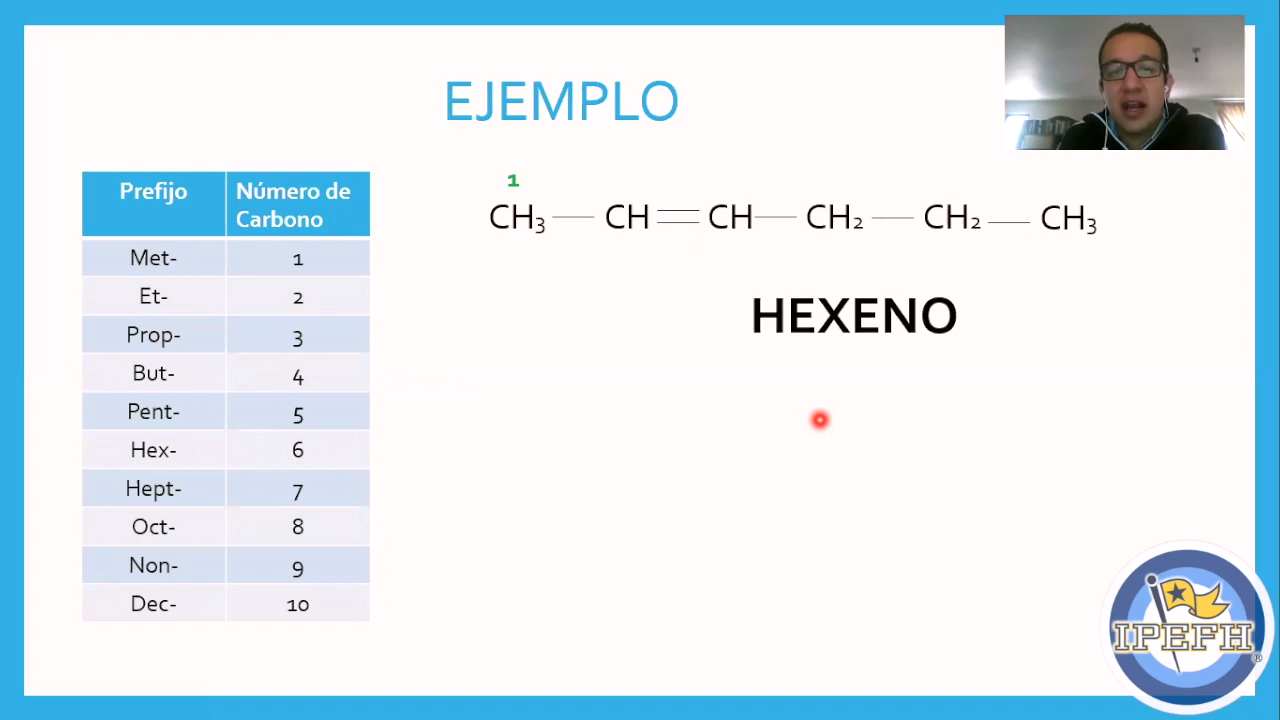 EJEMPLO
Prefijo Número de Carbono
Met- 1
Et- 2
Prop- 3
But- 4
Pent- 5
Hex- 6
Hept- 7
Oct- 8
Non- 9
Dec- 10
1
CH₃ — CH = CH — CH₂ — CH₂ — CH₃
HEXENO
IPEFH®